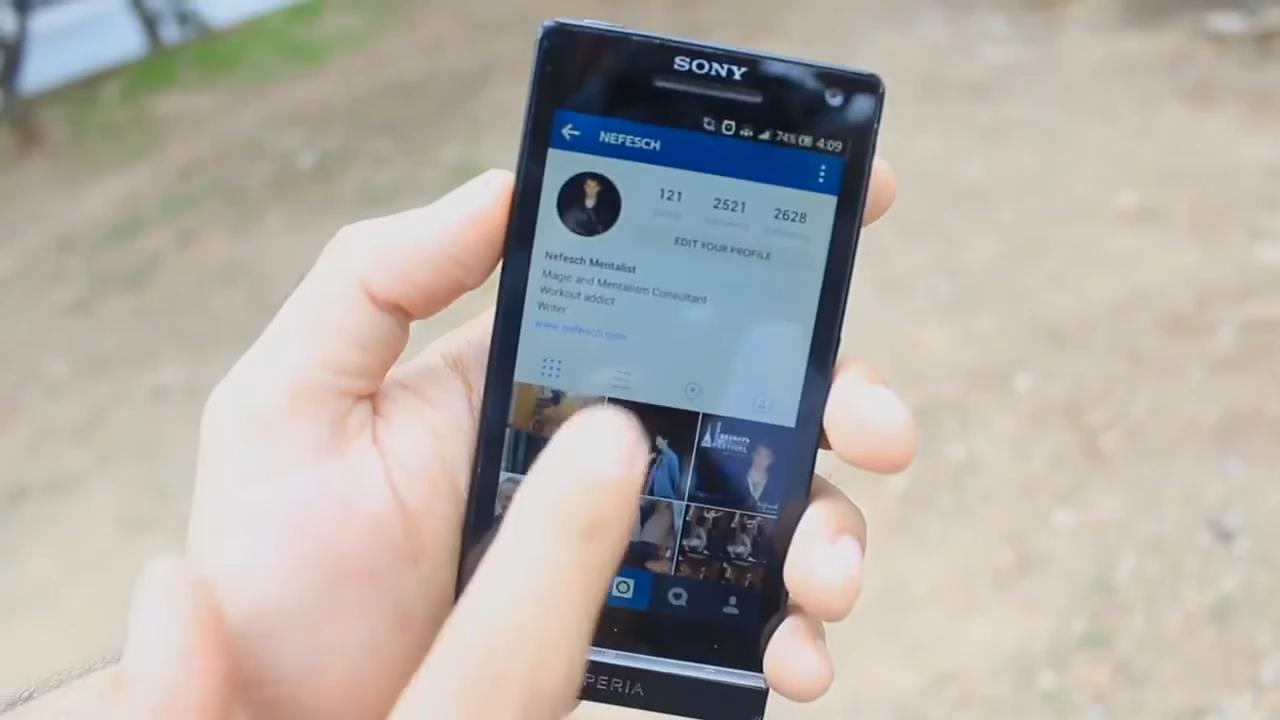 SONY
74% 4:09
NEFESCH
121 2521 2628
EDIT YOUR PROFILE
Nefesch Mentalist
Magic and Mentalism Consultant
Workout addict
Writer
www.nefesch.com
FESTIVAL
PERIA